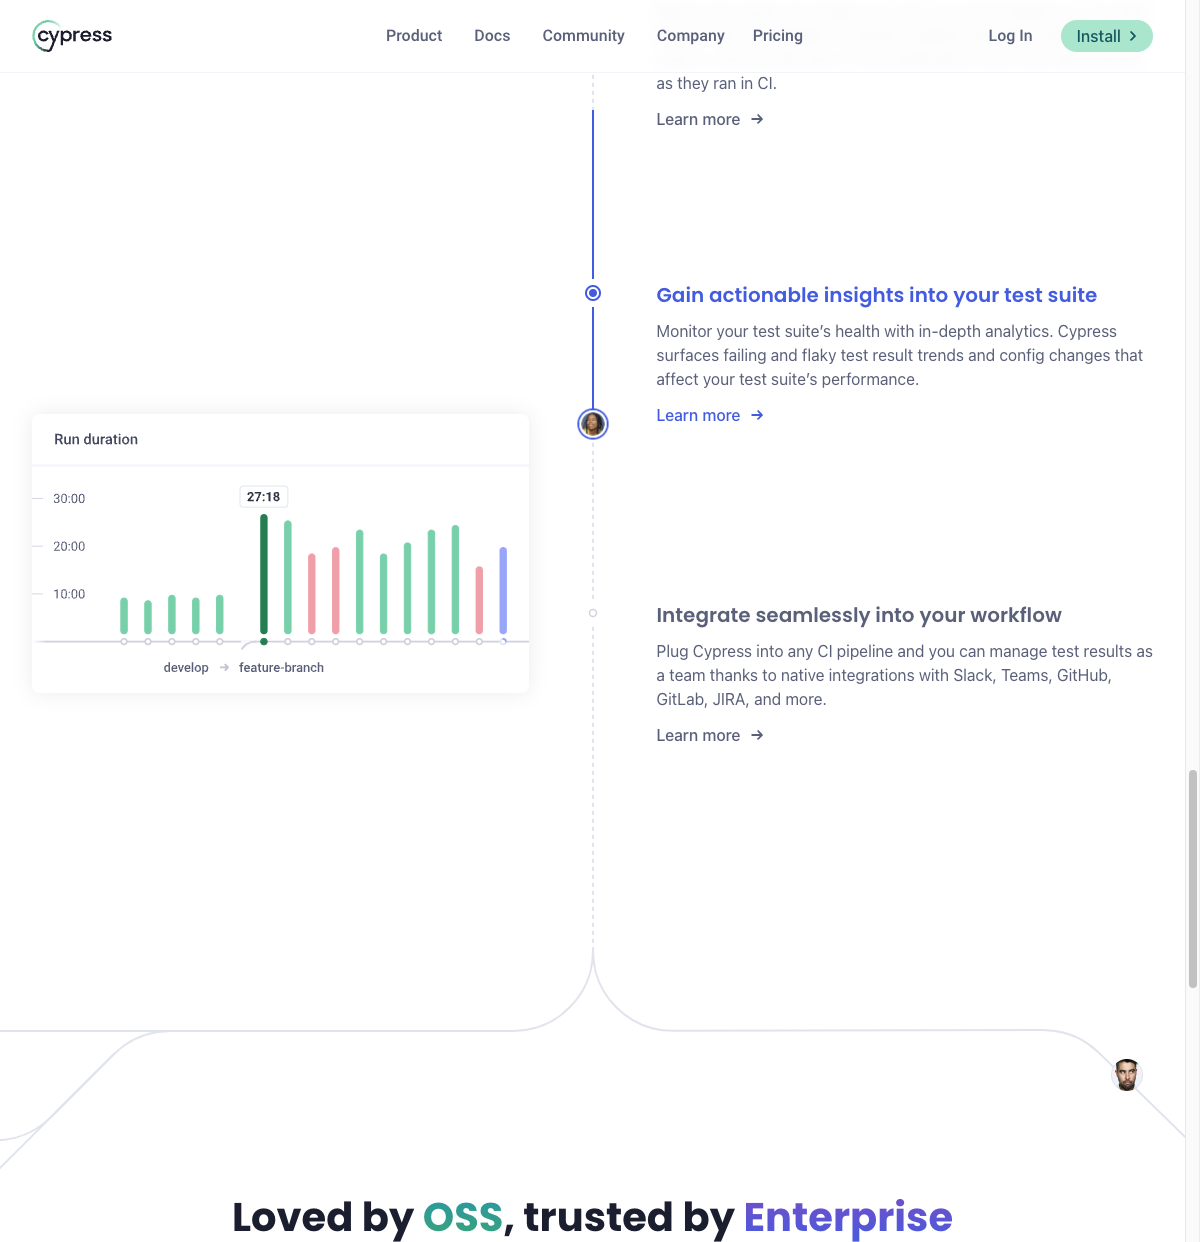 cypress
Product
Docs
Community
Company
Pricing
Log In
Install
as they ran in CI.
Learn more →
Gain actionable insights into your test suite
Monitor your test suite’s health with in-depth analytics. Cypress
surfaces failing and flaky test result trends and config changes that
affect your test suite’s performance.
Learn more →
Run duration
30:00
27:18
20:00
10:00
develop → feature-branch
Integrate seamlessly into your workflow
Plug Cypress into any CI pipeline and you can manage test results as
a team thanks to native integrations with Slack, Teams, GitHub,
GitLab, JIRA, and more.
Learn more →
Loved by OSS, trusted by Enterprise